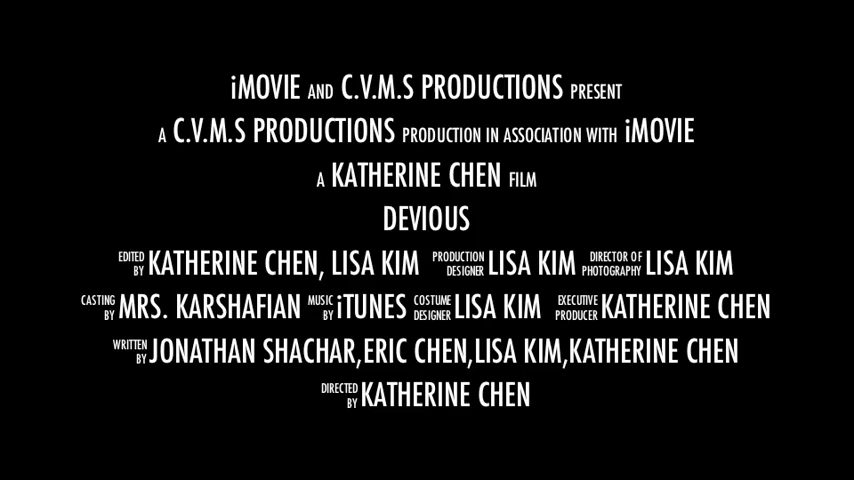 iMOVIE AND C.V.M.S PRODUCTIONS PRESENT
A C.V.M.S PRODUCTIONS PRODUCTION IN ASSOCIATION WITH iMOVIE
A KATHERINE CHEN FILM
DEVIOUS
EDITED BY KATHERINE CHEN, LISA KIM PRODUCTION DESIGNER LISA KIM DIRECTOR OF PHOTOGRAPHY LISA KIM
CASTING BY MRS. KARSHAFIAN MUSIC BY iTUNES COSTUME DESIGNER LISA KIM EXECUTIVE PRODUCER KATHERINE CHEN
WRITTEN BY JONATHAN SHACHAR,ERIC CHEN,LISA KIM,KATHERINE CHEN
DIRECTED BY KATHERINE CHEN